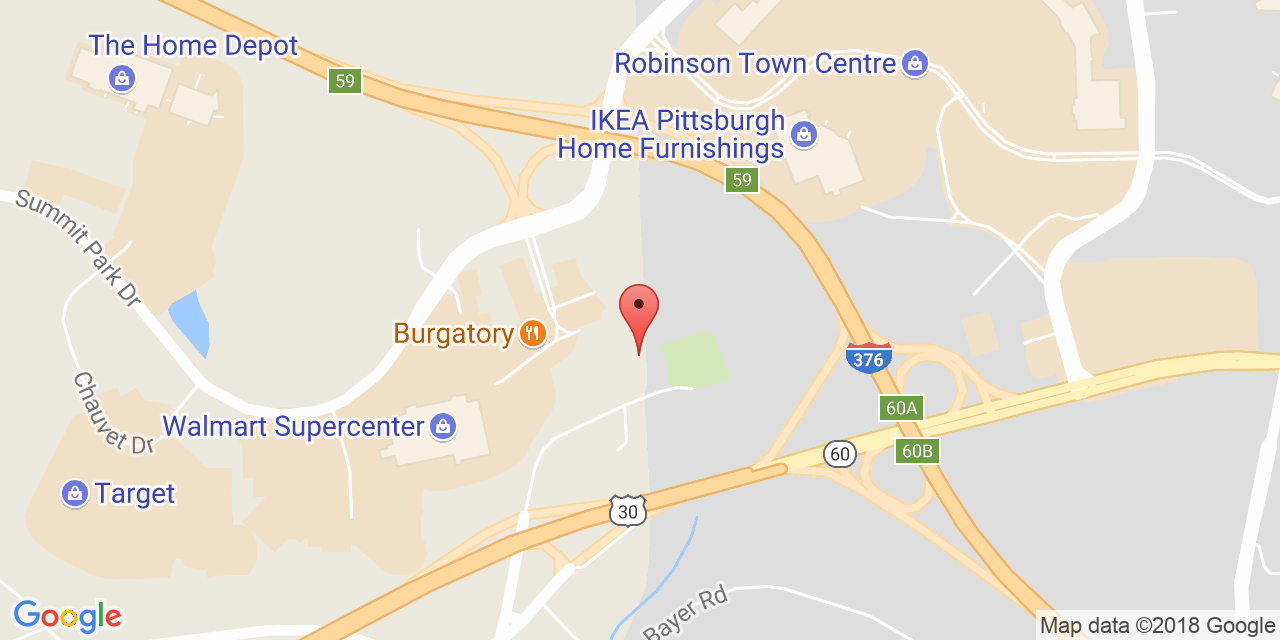 The Home Depot
59
Robinson Town Centre
IKEA Pittsburgh
Home Furnishings
59
Summit Park Dr
Burgatory
376
Chauvet Dr
60A
Walmart Supercenter
60
60B
Target
30
Bayer Rd
Google
Map data ©2018 Google